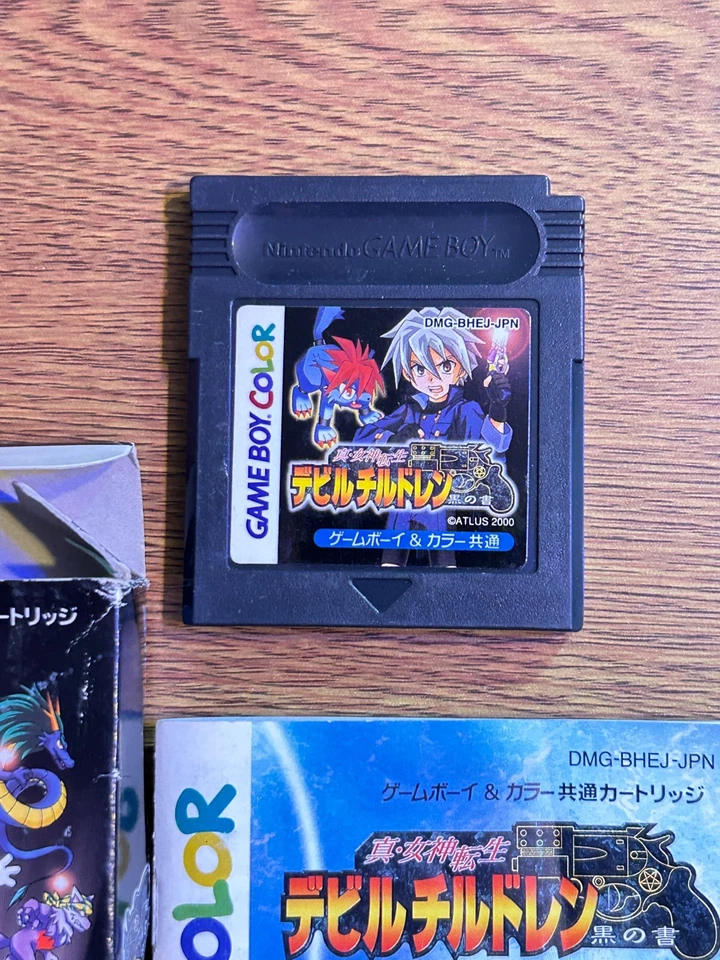 Nintendo GAME BOY™
DMG-BHEJ-JPN
GAME BOY COLOR
真・女神転生
デビルチルドレン
黒の書
©ATLUS 2000
ゲームボーイ & カラー共通
ートリッジ
DMG-BHEJ-JPN
ゲームボーイ & カラー共通カートリッジ
OLOR
真・女神転生
デビルチルドレン
黒の書